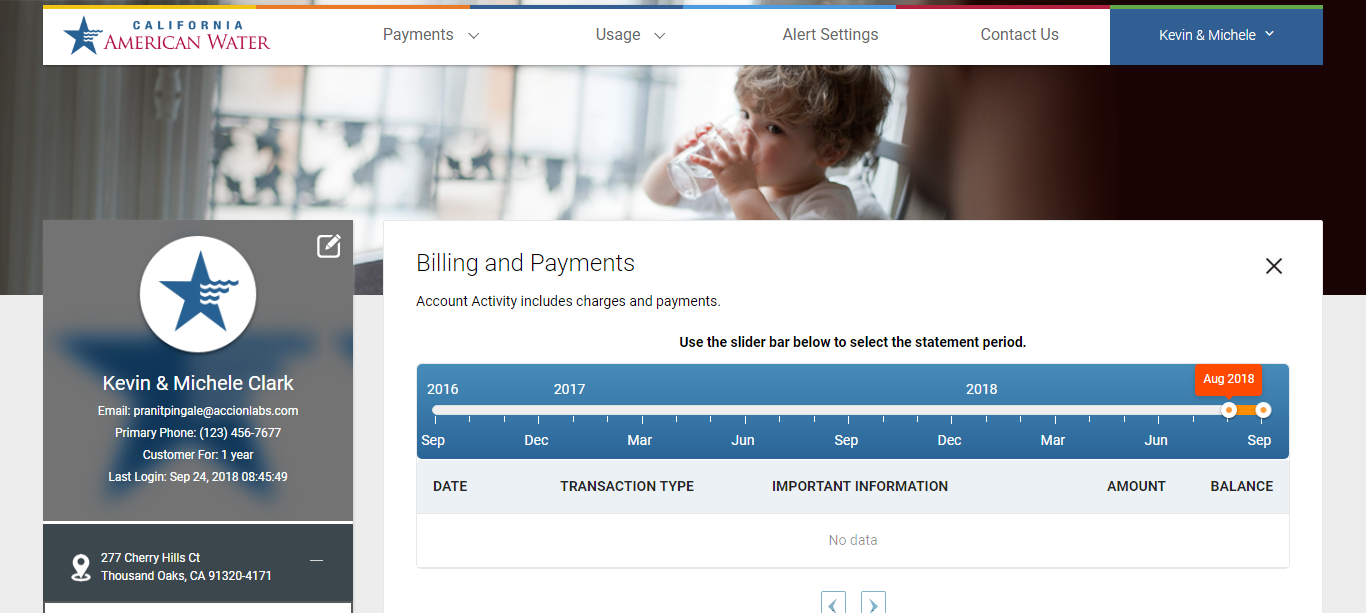 CALIFORNIA
AMERICAN WATER
Payments
Usage
Alert Settings
Contact Us
Kevin & Michele
Kevin & Michele Clark
Email: pranitpingale@accionlabs.com
Primary Phone: (123) 456-7677
Customer For: 1 year
Last Login: Sep 24, 2018 08:45:49
277 Cherry Hills Ct
Thousand Oaks, CA 91320-4171
Billing and Payments
Account Activity includes charges and payments.
Use the slider bar below to select the statement period.
2016 2017 2018 Aug 2018
Sep Dec Mar Jun Sep Dec Mar Jun Sep
DATE TRANSACTION TYPE IMPORTANT INFORMATION AMOUNT BALANCE
No data